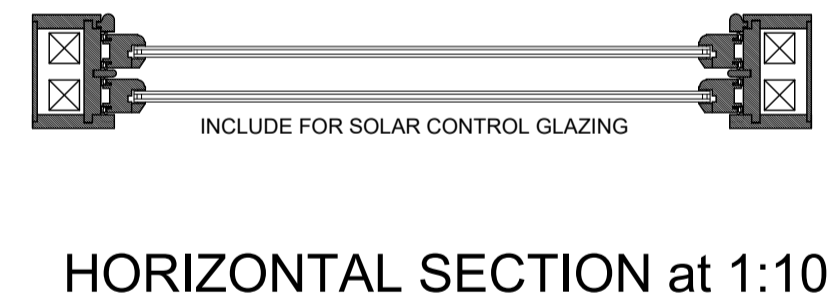 INCLUDE FOR SOLAR CONTROL GLAZING
HORIZONTAL SECTION at 1:10